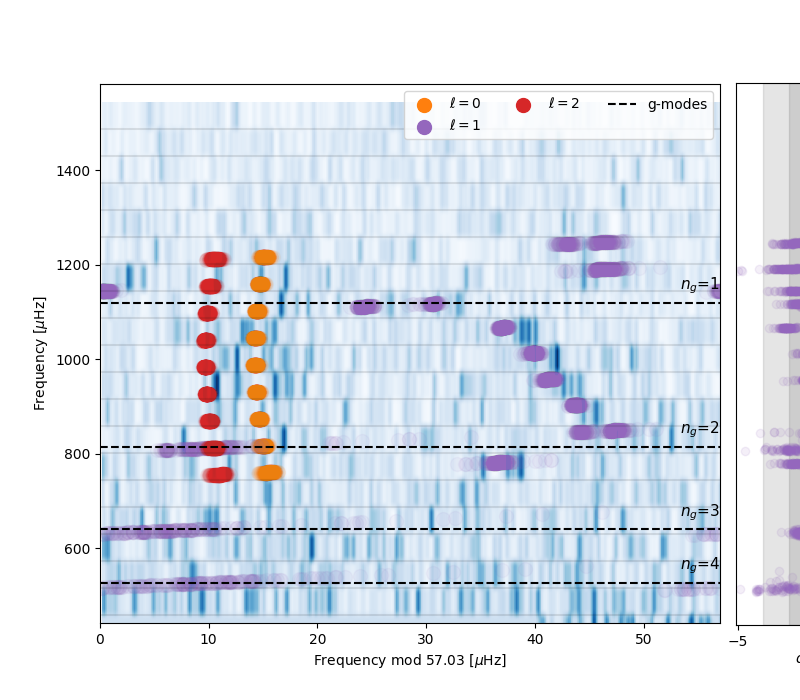 ℓ = 0
ℓ = 2
g-modes
ℓ = 1
1400
1200
1000
800
600
Frequency [μHz]
n_g=1
n_g=2
n_g=3
n_g=4
0
10
20
30
40
50
−5
Frequency mod 57.03 [μHz]